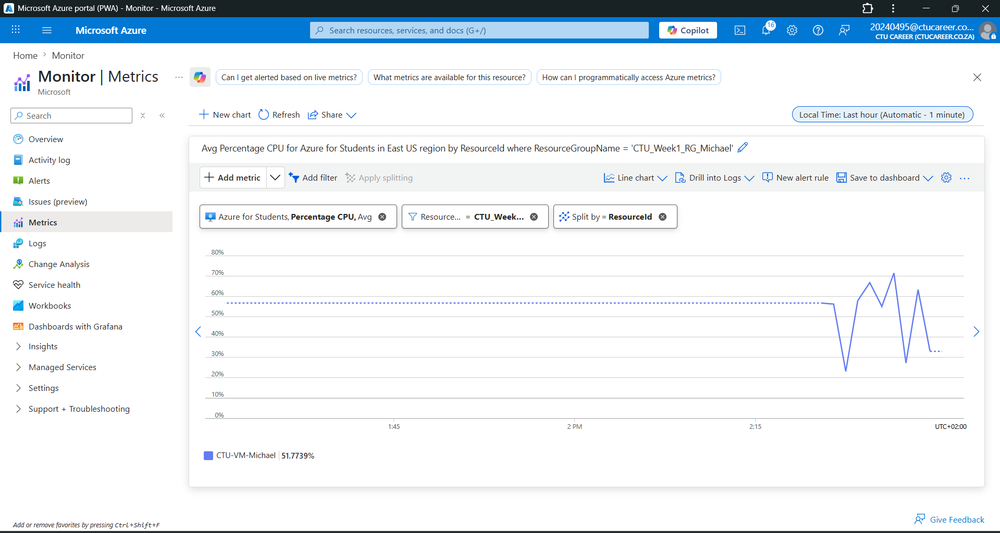 Microsoft Azure portal (PWA) - Monitor - Microsoft Azure
Microsoft Azure
Search resources, services, and docs (G+/)
Copilot
16
20240495@ctucareer.co...
CTU CAREER (CTUCAREER.CO.ZA)
Home > Monitor
Monitor | Metrics ...
Microsoft
Can I get alerted based on live metrics?
What metrics are available for this resource?
How can I programmatically access Azure metrics?
Search
Overview
Activity log
Alerts
Issues (preview)
Metrics
Logs
Change Analysis
Service health
Workbooks
Dashboards with Grafana
Insights
Managed Services
Settings
Support + Troubleshooting
Add or remove favorites by pressing Ctrl+Shift+F
New chart
Refresh
Share
Local Time: Last hour (Automatic - 1 minute)
Avg Percentage CPU for Azure for Students in East US region by ResourceId where ResourceGroupName = 'CTU_Week1_RG_Michael'
Add metric
Add filter
Apply splitting
Line chart
Drill into Logs
New alert rule
Save to dashboard
...
Azure for Students, Percentage CPU, Avg
Resource... = CTU_Week...
Split by = ResourceId
80%
70%
60%
50%
40%
30%
20%
10%
0%
1:45
2 PM
2:15
UTC+02:00
CTU-VM-Michael | 51.7739%
Give Feedback